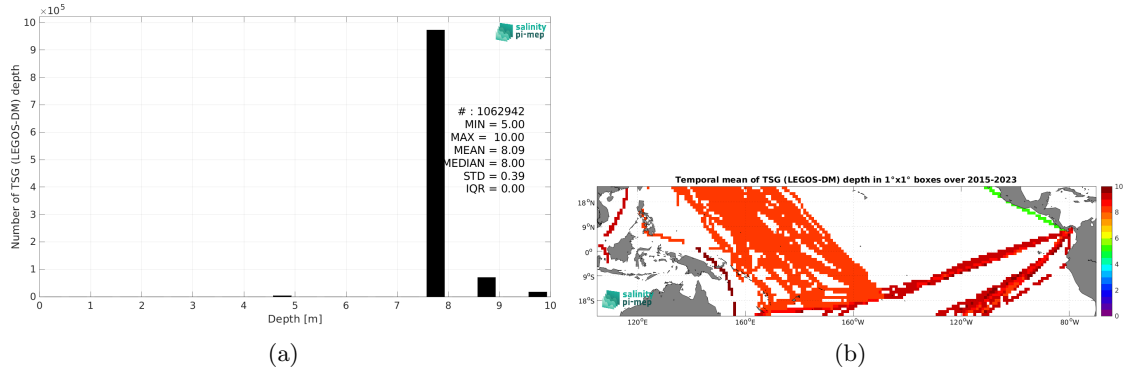 ×10⁵
10
9
8
7
6
5
4
3
2
1
0
Number of TSG (LEGOS-DM) depth
salinity
pi-mep
# : 1062942
MIN = 5.00
MAX = 10.00
MEAN = 8.09
MEDIAN = 8.00
STD = 0.39
IQR = 0.00
0 1 2 3 4 5 6 7 8 9 10
Depth [m]
(a)
Temporal mean of TSG (LEGOS-DM) depth in 1°x1° boxes over 2015-2023
18°N
9°N
0°
9°S
18°S
salinity
pi-mep
120°E 160°E 160°W 120°W 80°W
10
8
6
4
2
0
(b)